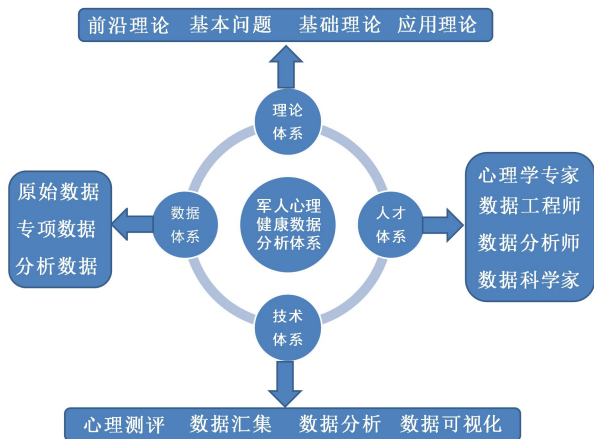 前沿理论 基本问题 基础理论 应用理论
理论
体系
原始数据
专项数据
分析数据
数据
体系
军人心理
健康数据
分析体系
人才
体系
心理学专家
数据工程师
数据分析师
数据科学家
技术
体系
心理测评 数据汇集 数据分析 数据可视化